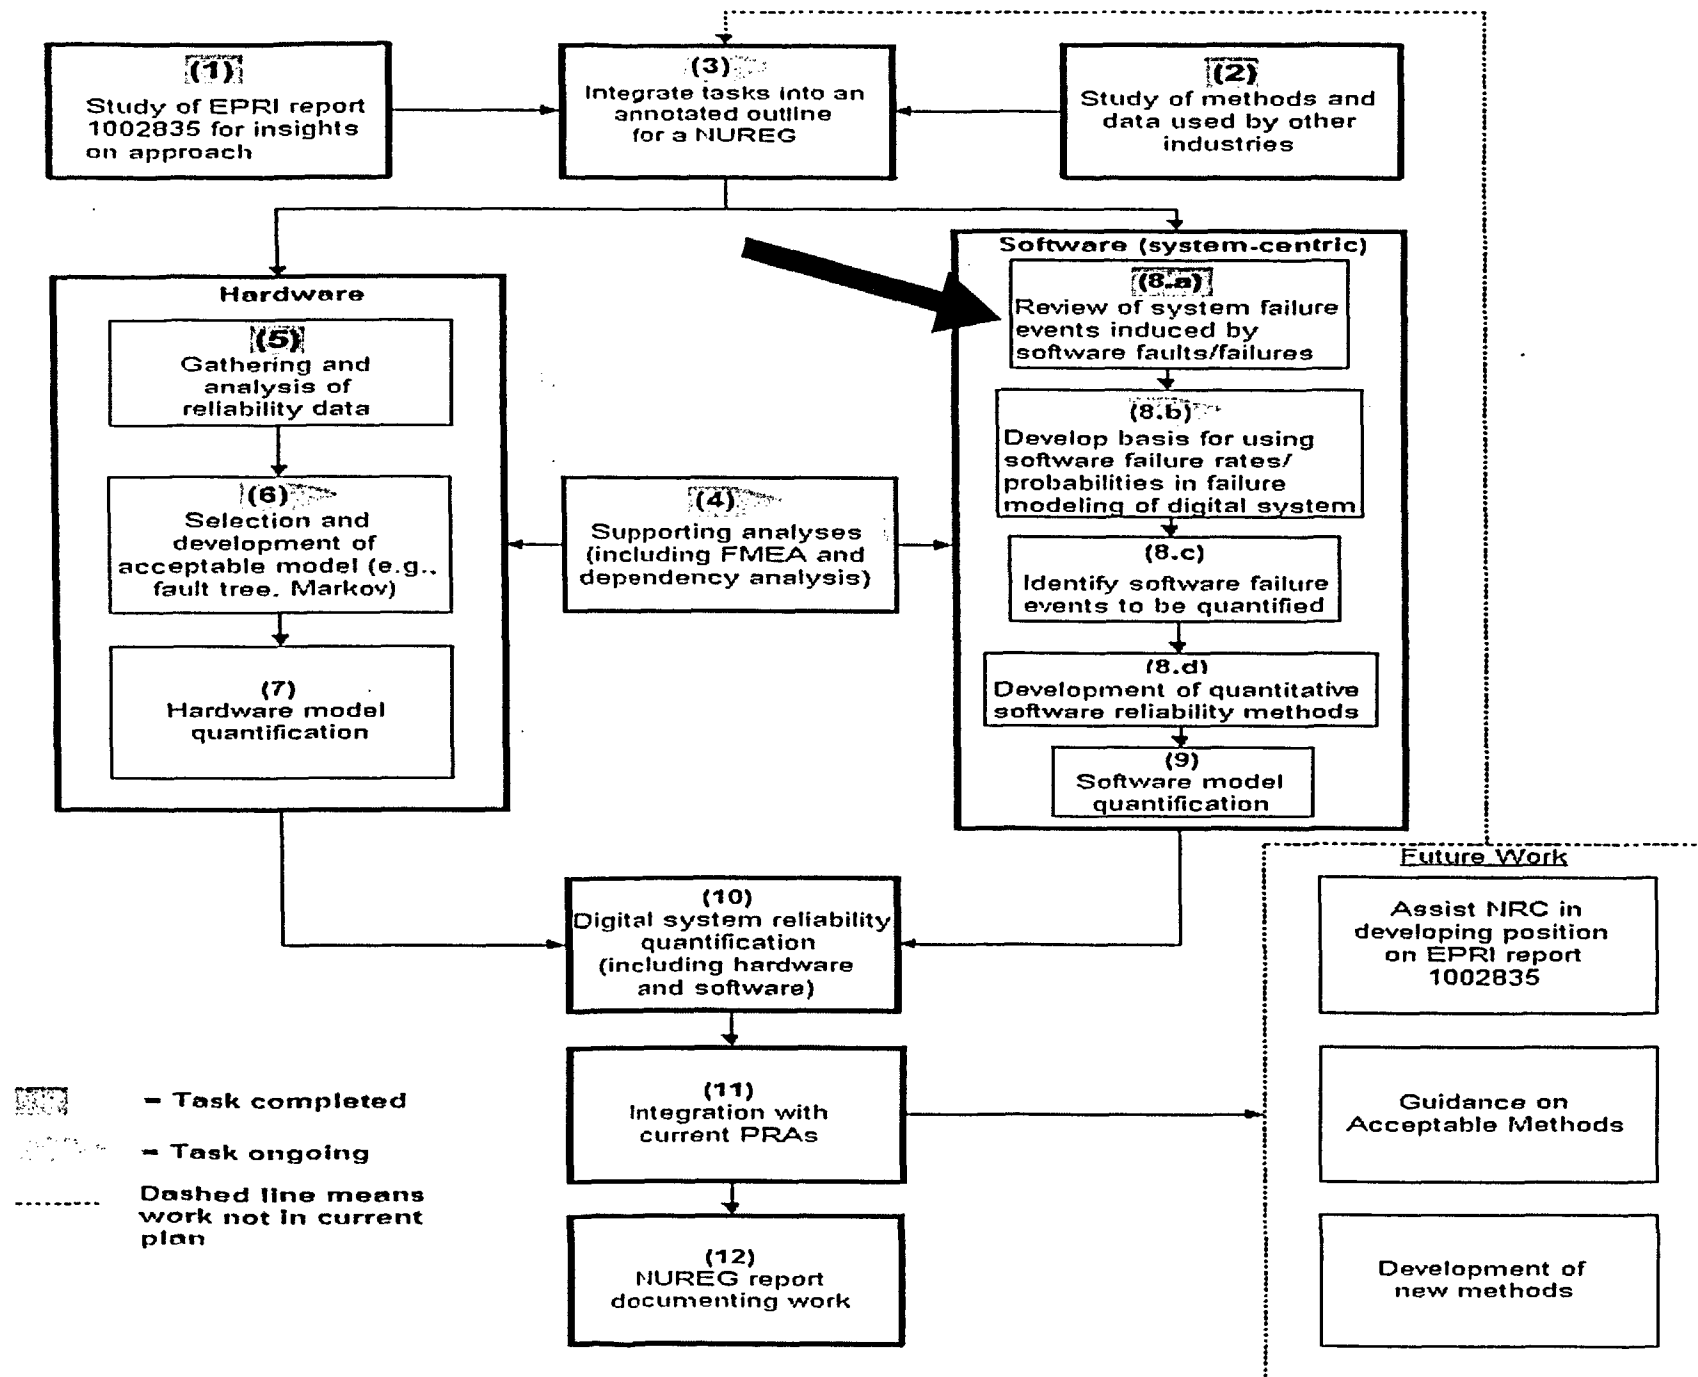 (1)
Study of EPRI report
1002835 for insights
on approach
(3)
Integrate tasks into an
annotated outline
for a NUREG
(2)
Study of methods and
data used by other
industries
Hardware
(5)
Gathering and
analysis of
reliability data
(6)
Selection and
development of
acceptable model (e.g.,
fault tree, Markov)
(7)
Hardware model
quantification
(4)
Supporting analyses
(including FMEA and
dependency analysis)
Software (system-centric)
(8.a)
Review of system failure
events induced by
software faults/failures
(8.b)
Develop basis for using
software failure rates/
probabilities in failure
modeling of digital system
(8.c)
Identify software failure
events to be quantified
(8.d)
Development of quantitative
software reliability methods
(9)
Software model
quantification
(10)
Digital system reliability
quantification
(including hardware
and software)
(11)
Integration with
current PRAs
(12)
NUREG report
documenting work
Future Work
Assist NRC in
developing position
on EPRI report
1002835
Guidance on
Acceptable Methods
Development of
new methods
= Task completed
= Task ongoing
Dashed line means
work not in current
plan